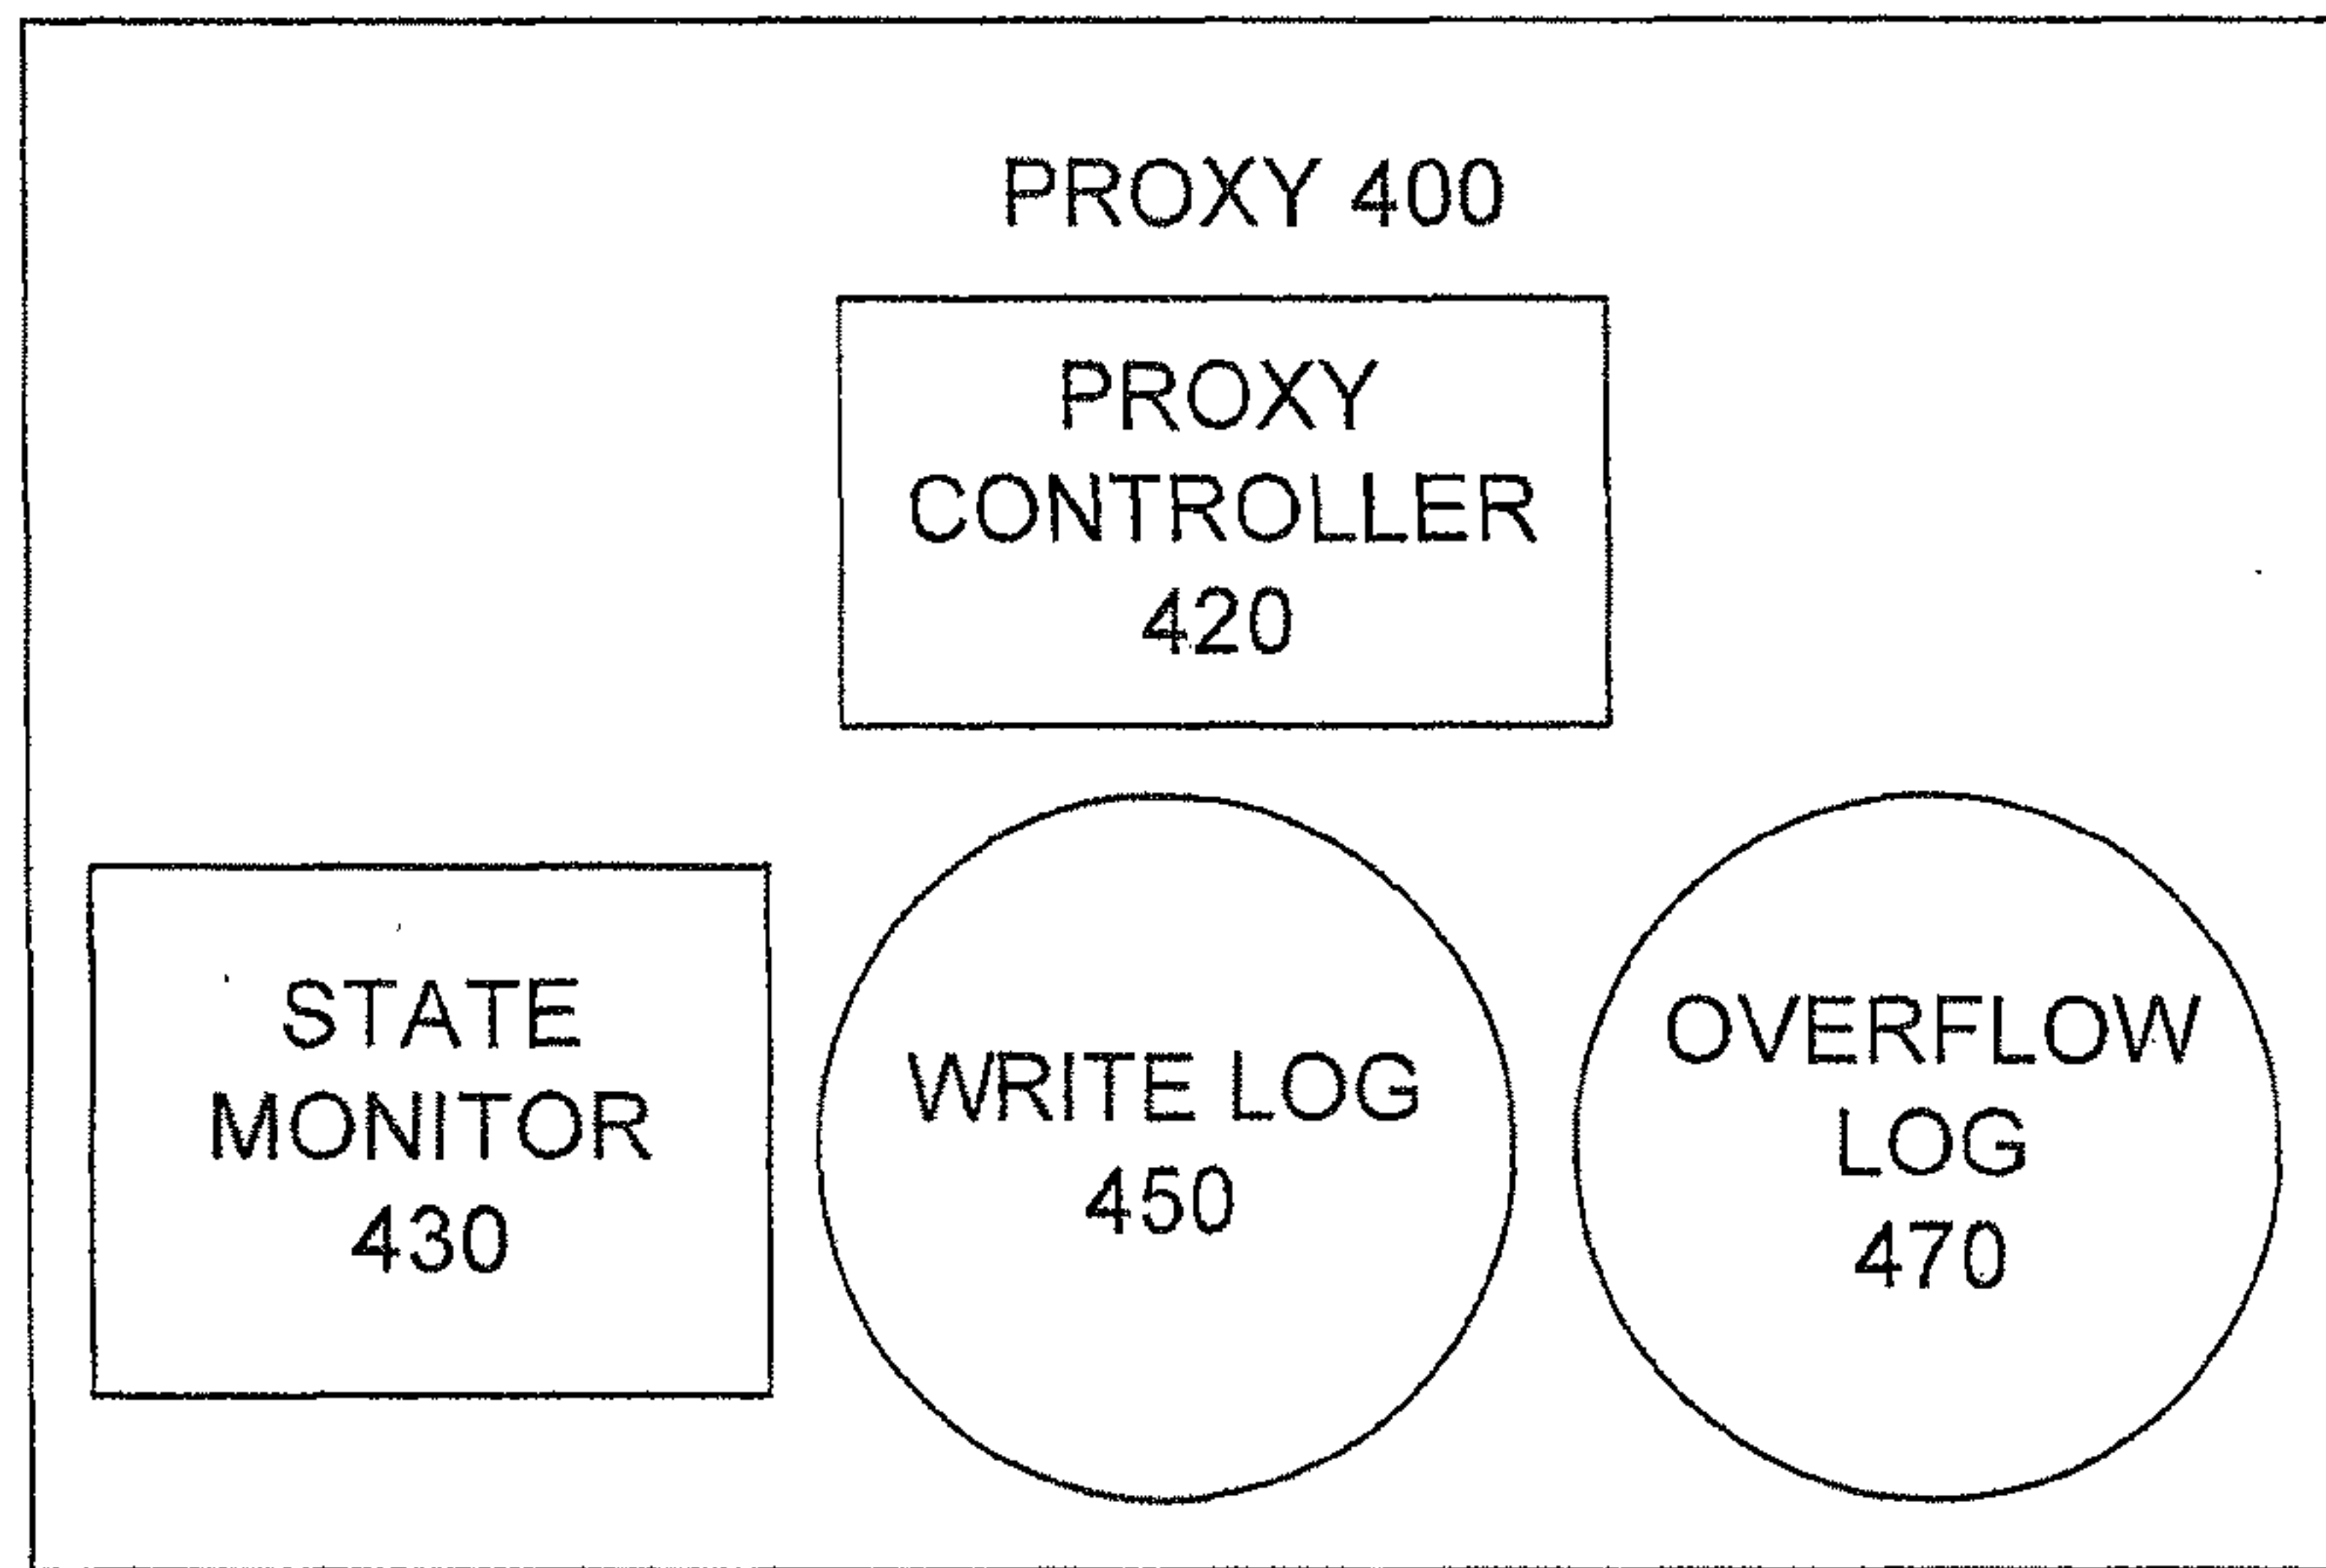 PROXY 400
PROXY
CONTROLLER
420
STATE
MONITOR
430
WRITE LOG
450
OVERFLOW
LOG
470